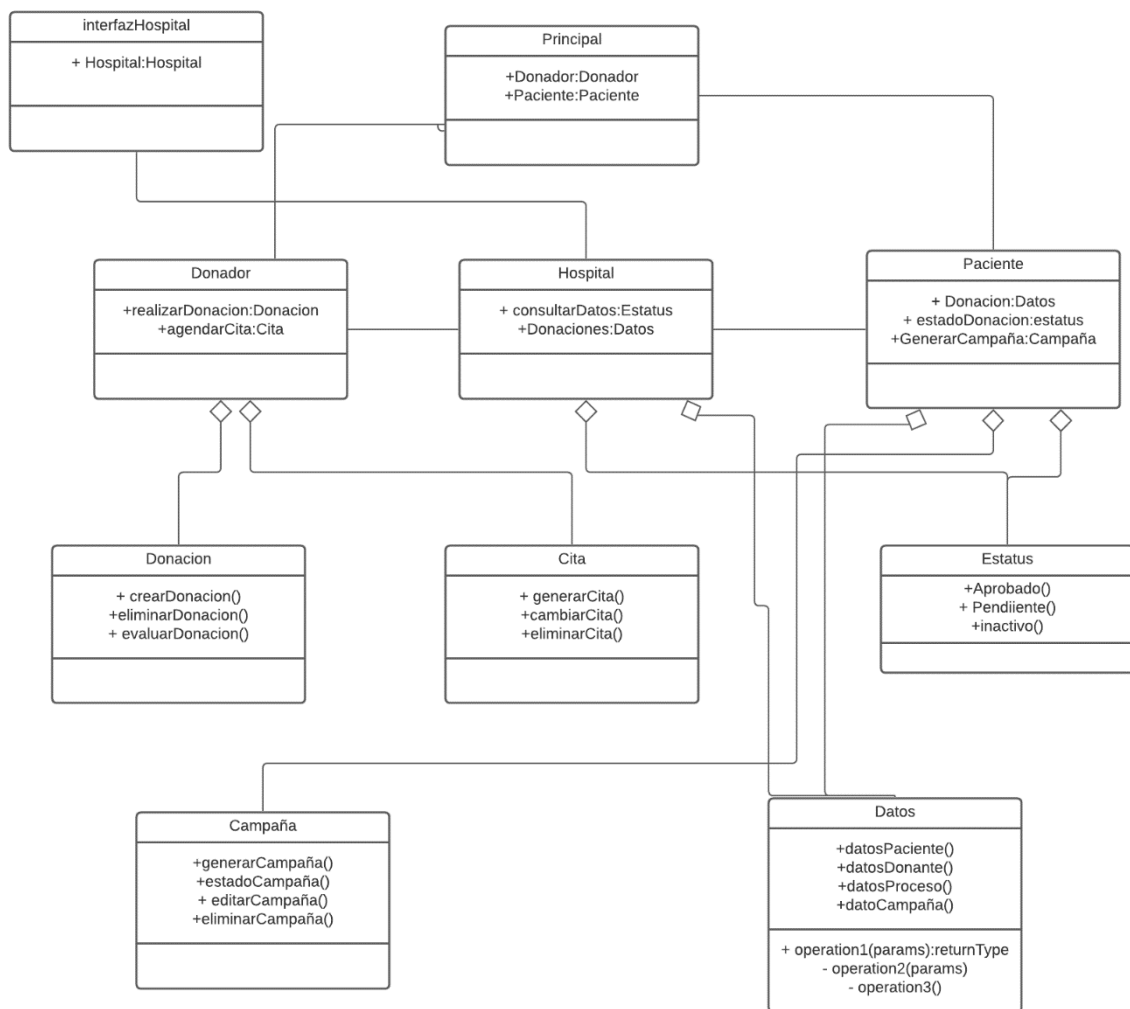 interfazHospital
+ Hospital:Hospital
Principal
+Donador:Donador
+Paciente:Paciente
Donador
+realizarDonacion:Donacion
+agendarCita:Cita
Hospital
+ consultarDatos:Estatus
+Donaciones:Datos
Paciente
+ Donacion:Datos
+ estadoDonacion:estatus
+GenerarCampaña:Campaña
Donacion
+ crearDonacion()
+eliminarDonacion()
+ evaluarDonacion()
Cita
+ generarCita()
+cambiarCita()
+eliminarCita()
Estatus
+Aprobado()
+ Pendiiente()
+inactivo()
Campaña
+generarCampaña()
+estadoCampaña()
+ editarCampaña()
+eliminarCampaña()
Datos
+datosPaciente()
+datosDonante()
+datosProceso()
+datoCampaña()
+ operation1(params):returnType
- operation2(params)
- operation3()